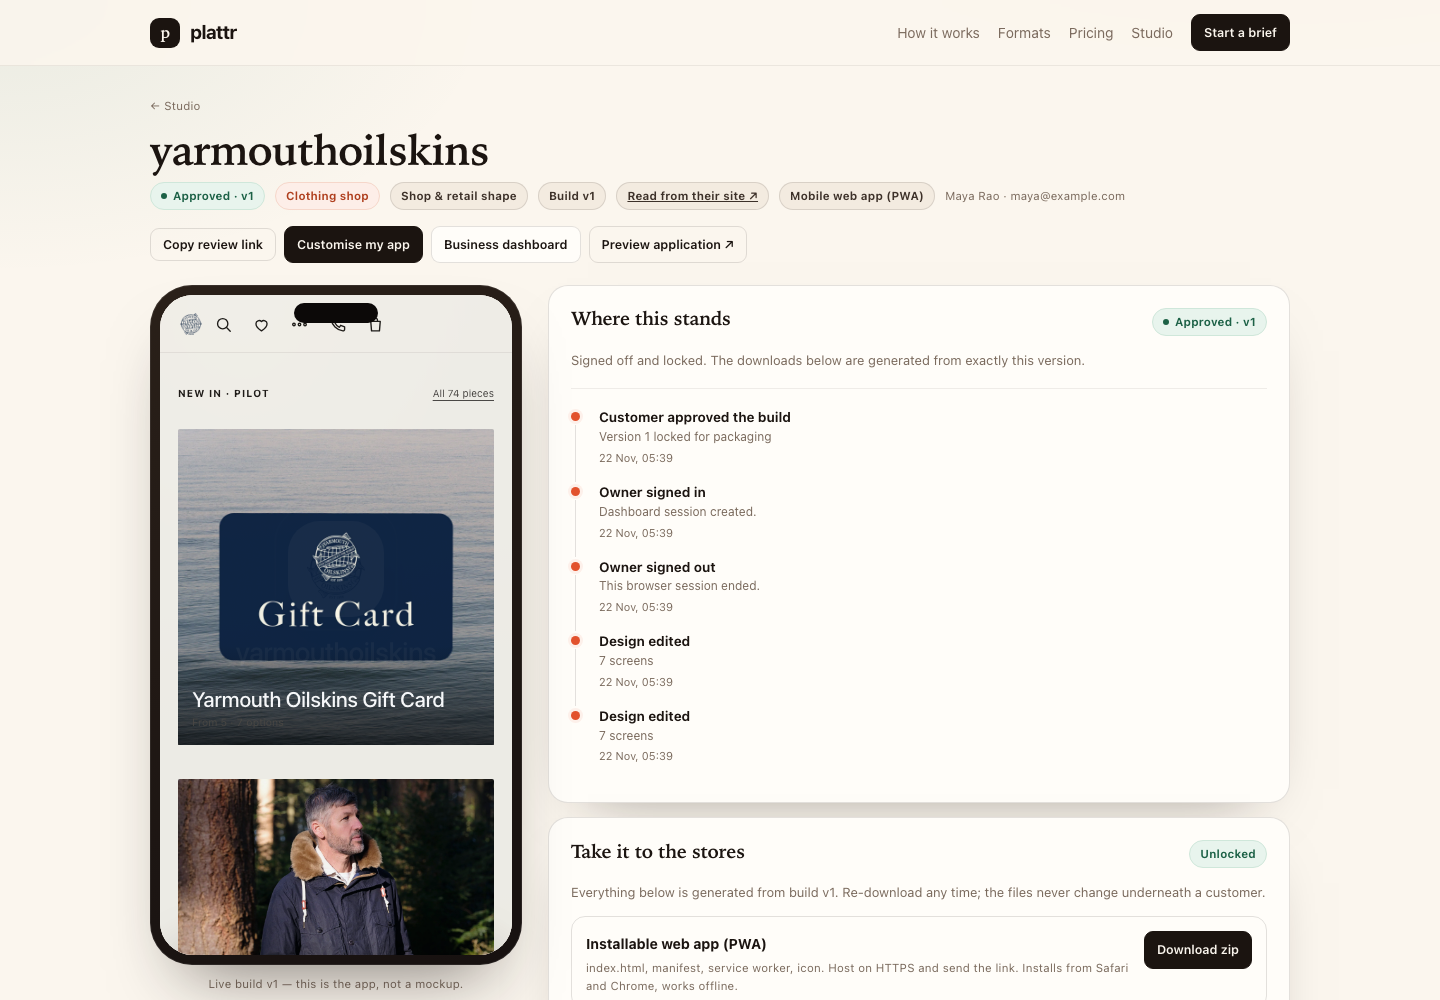 p plattr
How it works Formats Pricing Studio Start a brief
← Studio
yarmouthoilskins
Approved · v1 Clothing shop Shop & retail shape Build v1 Read from their site ↗ Mobile web app (PWA) Maya Rao · maya@example.com
Copy review link Customise my app Business dashboard Preview application ↗
NEW IN · PILOT All 74 pieces
Gift Card
yarmouthoilskins
Yarmouth Oilskins Gift Card
Live build v1 — this is the app, not a mockup.
Where this stands Approved · v1
Signed off and locked. The downloads below are generated from exactly this version.
Customer approved the build
Version 1 locked for packaging
22 Nov, 05:39
Owner signed in
Dashboard session created.
22 Nov, 05:39
Owner signed out
This browser session ended.
22 Nov, 05:39
Design edited
7 screens
22 Nov, 05:39
Design edited
7 screens
22 Nov, 05:39
Take it to the stores Unlocked
Everything below is generated from build v1. Re-download any time; the files never change underneath a customer.
Installable web app (PWA) Download zip
index.html, manifest, service worker, icon. Host on HTTPS and send the link. Installs from Safari
and Chrome, works offline.